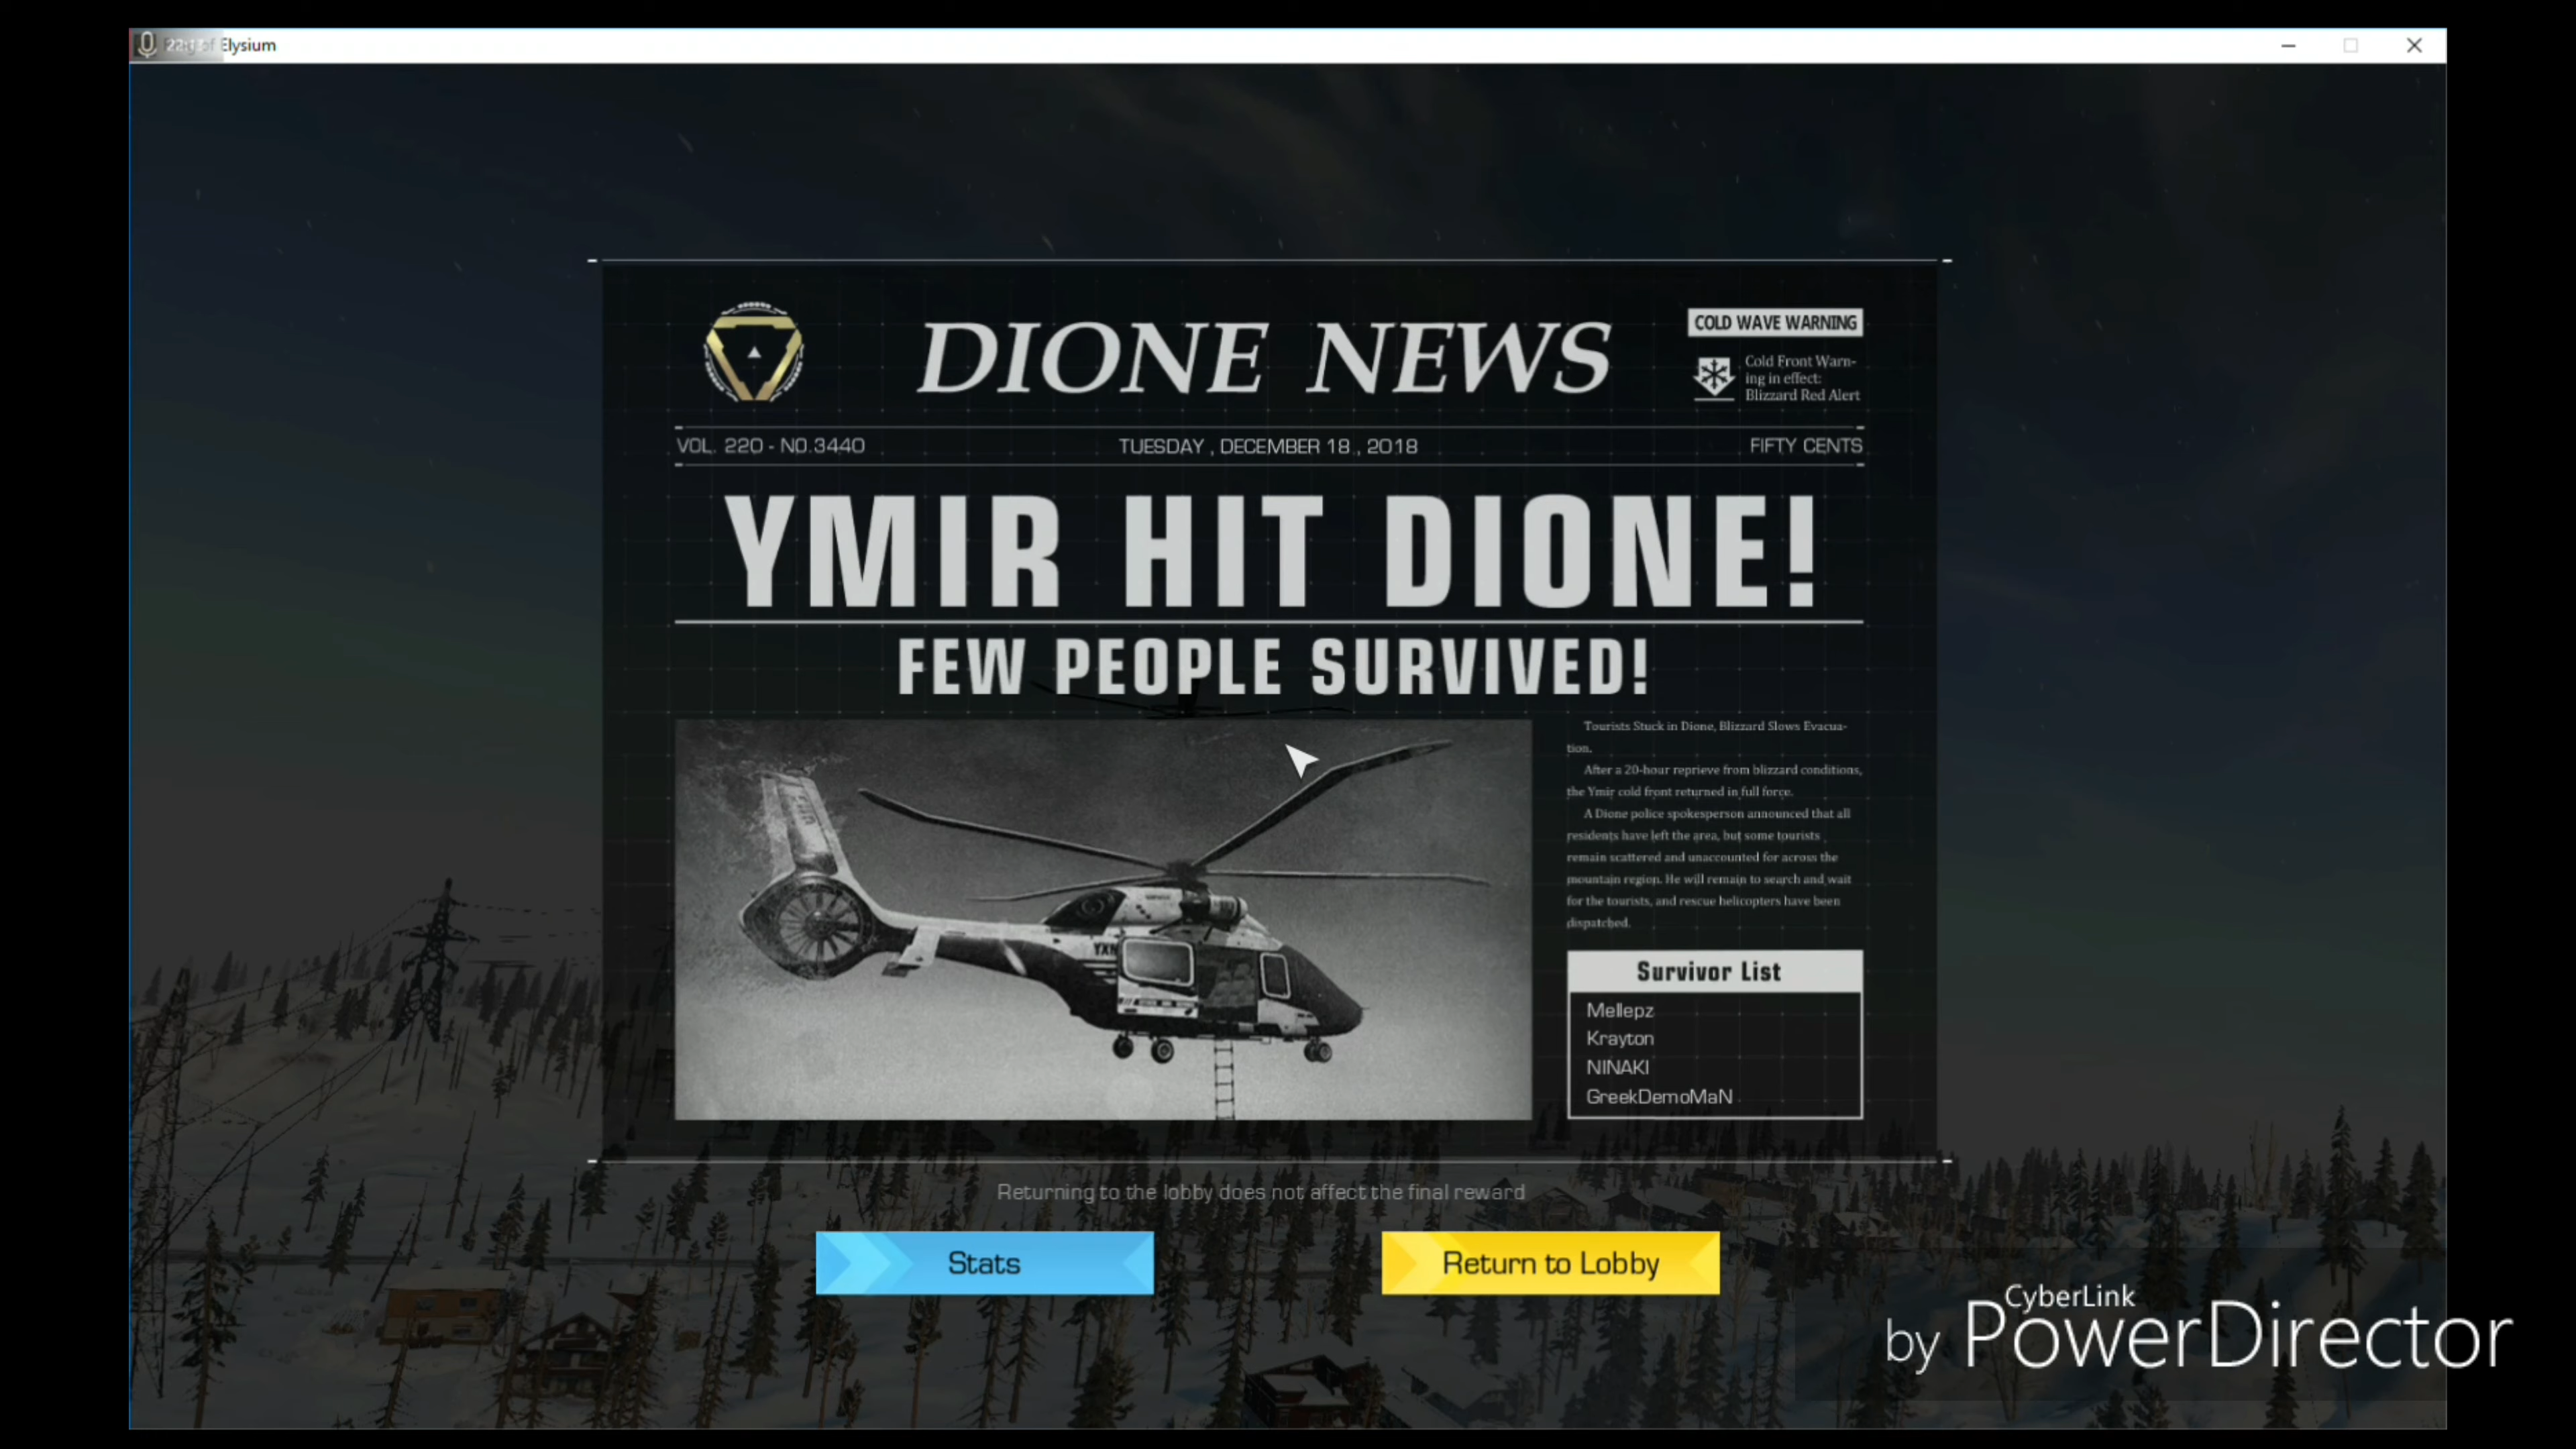 Elysium
DIONE NEWS
COLD WAVE WARNING
Cold Front Warn-
ing in effect:
Blizzard Red Alert
VOL. 220 - NO.3440
TUESDAY , DECEMBER 18 , 2018
FIFTY CENTS
YMIR HIT DIONE!
FEW PEOPLE SURVIVED!
Tourists Stuck in Dione, Blizzard Slows Evacua-
tion.
After a 20-hour reprieve from blizzard conditions,
the Ymir cold front returned in full force.
A Dione police spokesperson announced that all
residents have left the area, but some tourists
remain scattered and unaccounted for across the
mountain region. He will remain to search and wait
for the tourists, and rescue helicopters have been
dispatched.
Survivor List
Mellepz
Krayton
NINAKI
GreekDemoMaN
Returning to the lobby does not affect the final reward
Stats
Return to Lobby
CyberLink
by PowerDirector